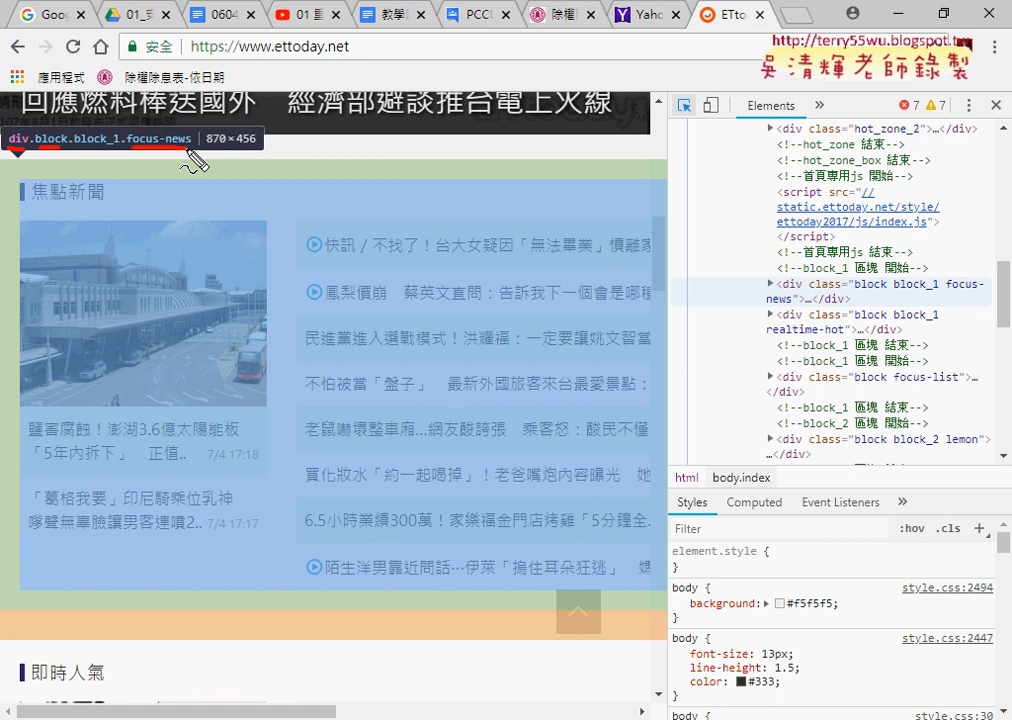 Goog
01_
0604
01 重
教學
PCCU
除權
Yaho
ETto
安全 https://www.ettoday.net
http://terry55wu.blogspot.tw
吳清輝老師錄製
應用程式 除權除息表-依日期
回應燃料棒送國外 經濟部避談推台電上火線
div.block.block_1.focus-news 870×456
焦點新聞
快訊／不找了！台大女疑因「無法畢業」憤離家
鳳梨價崩 蔡英文直問：告訴我下一個會是哪種
民進黨進入選戰模式！洪耀福：一定要讓姚文智當
不怕被當「盤子」 最新外國旅客來台最愛景點：
老鼠嚇壞整車廂...網友酸誇張 乘客怒：酸民不懂
買化妝水「約一起喝掉」！老爸嘴炮內容曝光 她
6.5小時業績300萬！家樂福金門店烤雞「5分鐘全.
陌生洋男靠近問話…伊萊「摀住耳朵狂逃」 媽
鹽害腐蝕！澎湖3.6億太陽能板
「5年內拆下」 正值.. 7/4 17:18
「葛格我要」印尼騎乘位乳神
嗲聲無辜臉讓男客連噴2.. 7/4 17:17
即時人氣
Elements » 7 7
<div class="hot_zone_2">…</div>
<!--hot_zone 結束-->
<!--hot_zone_box 結束-->
<!--首頁專用js 開始-->
<script src="//
static.ettoday.net/style/
ettoday2017/js/index.js">
</script>
<!--首頁專用js 結束-->
<!--block_1 區塊 開始-->
<div class="block block_1 focus-
news">…</div>
<div class="block block_1
realtime-hot">…</div>
<!--block_1 區塊 結束-->
<!--block_1 區塊 開始-->
<div class="block focus-list">…
</div>
<!--block_1 區塊 結束-->
<!--block_2 區塊 開始-->
<div class="block block_2 lemon">
…</div>
html body.index
Styles Computed Event Listeners »
Filter :hov .cls +
element.style {
}
body { style.css:2494
background: #f5f5f5;
}
body { style.css:2447
font-size: 13px;
line-height: 1.5;
color: #333;
}
body { style.css:30